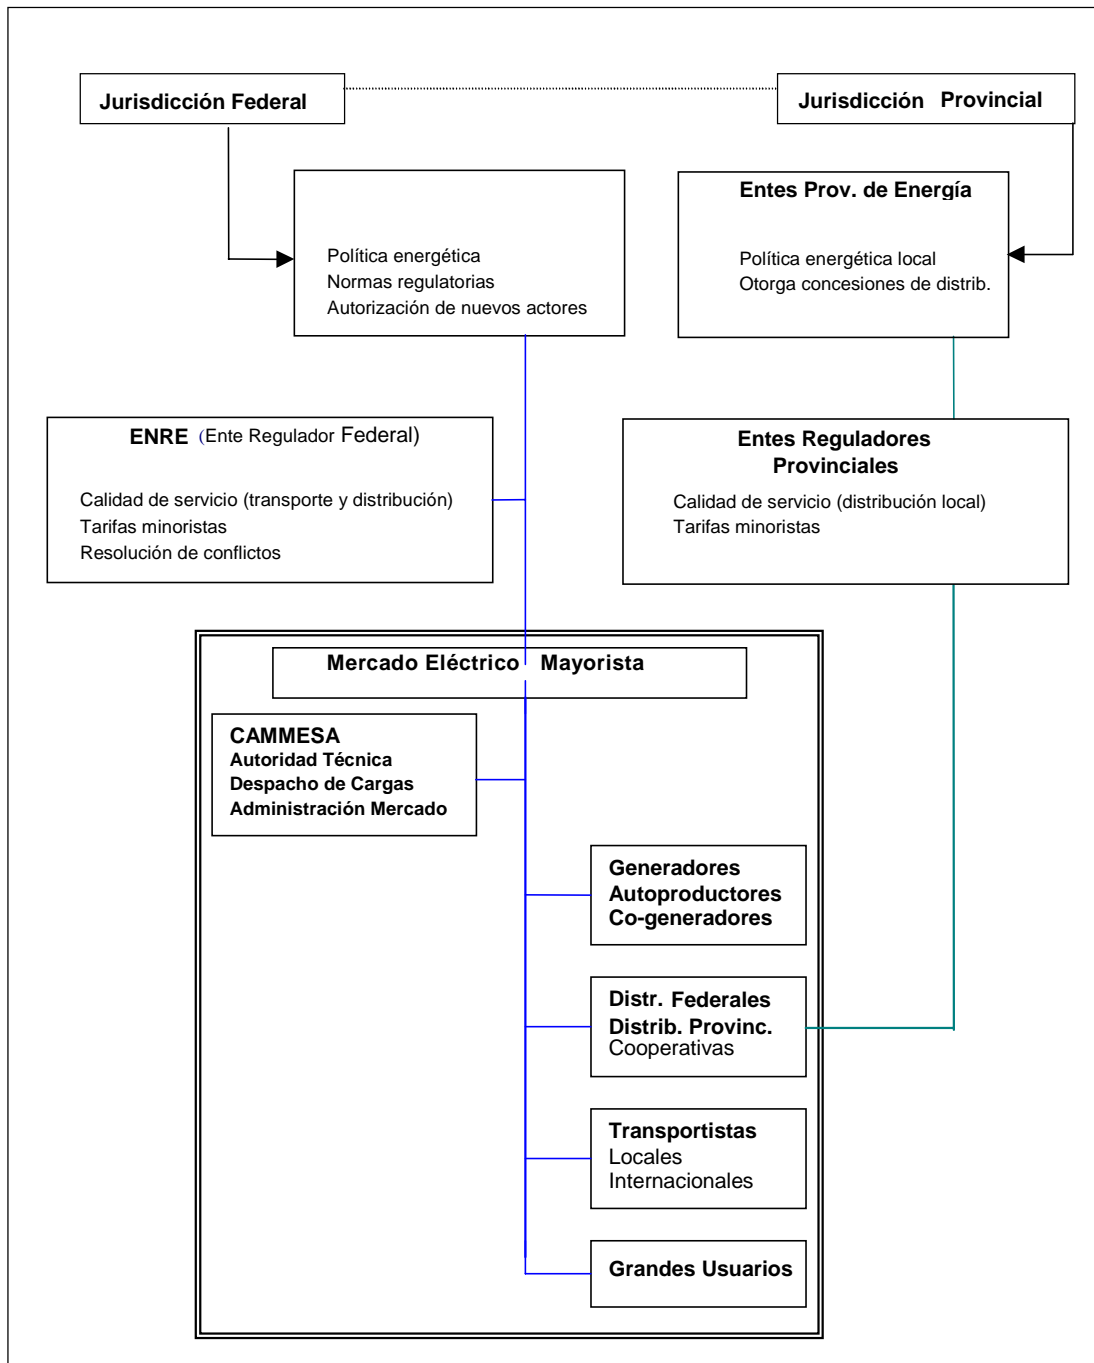 Jurisdicción Federal
Jurisdicción Provincial
Política energética
Normas regulatorias
Autorización de nuevos actores
Entes Prov. de Energía
Política energética local
Otorga concesiones de distrib.
ENRE (Ente Regulador Federal)
Calidad de servicio (transporte y distribución)
Tarifas minoristas
Resolución de conflictos
Entes Reguladores
Provinciales
Calidad de servicio (distribución local)
Tarifas minoristas
Mercado Eléctrico Mayorista
CAMMESA
Autoridad Técnica
Despacho de Cargas
Administración Mercado
Generadores
Autoproductores
Co-generadores
Distr. Federales
Distrib. Provinc.
Cooperativas
Transportistas
Locales
Internacionales
Grandes Usuarios